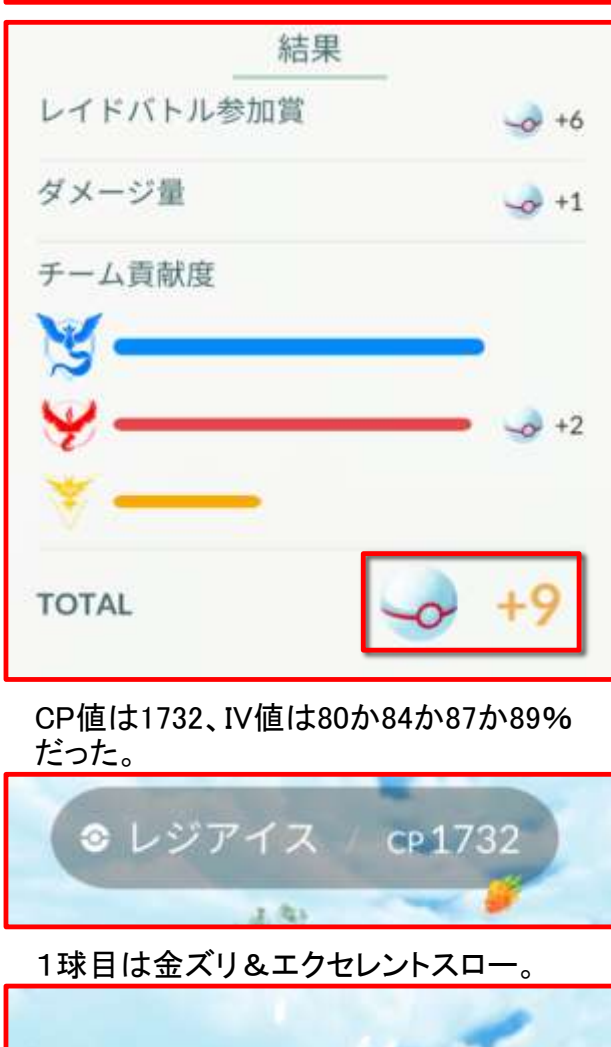 結果
レイドバトル参加賞 +6
ダメージ量 +1
チーム貢献度
+2
TOTAL +9
CP値は1732、IV値は80か84か87か89%
だった。
レジアイス / CP1732
1球目は金ズリ&エクセレントスロー。